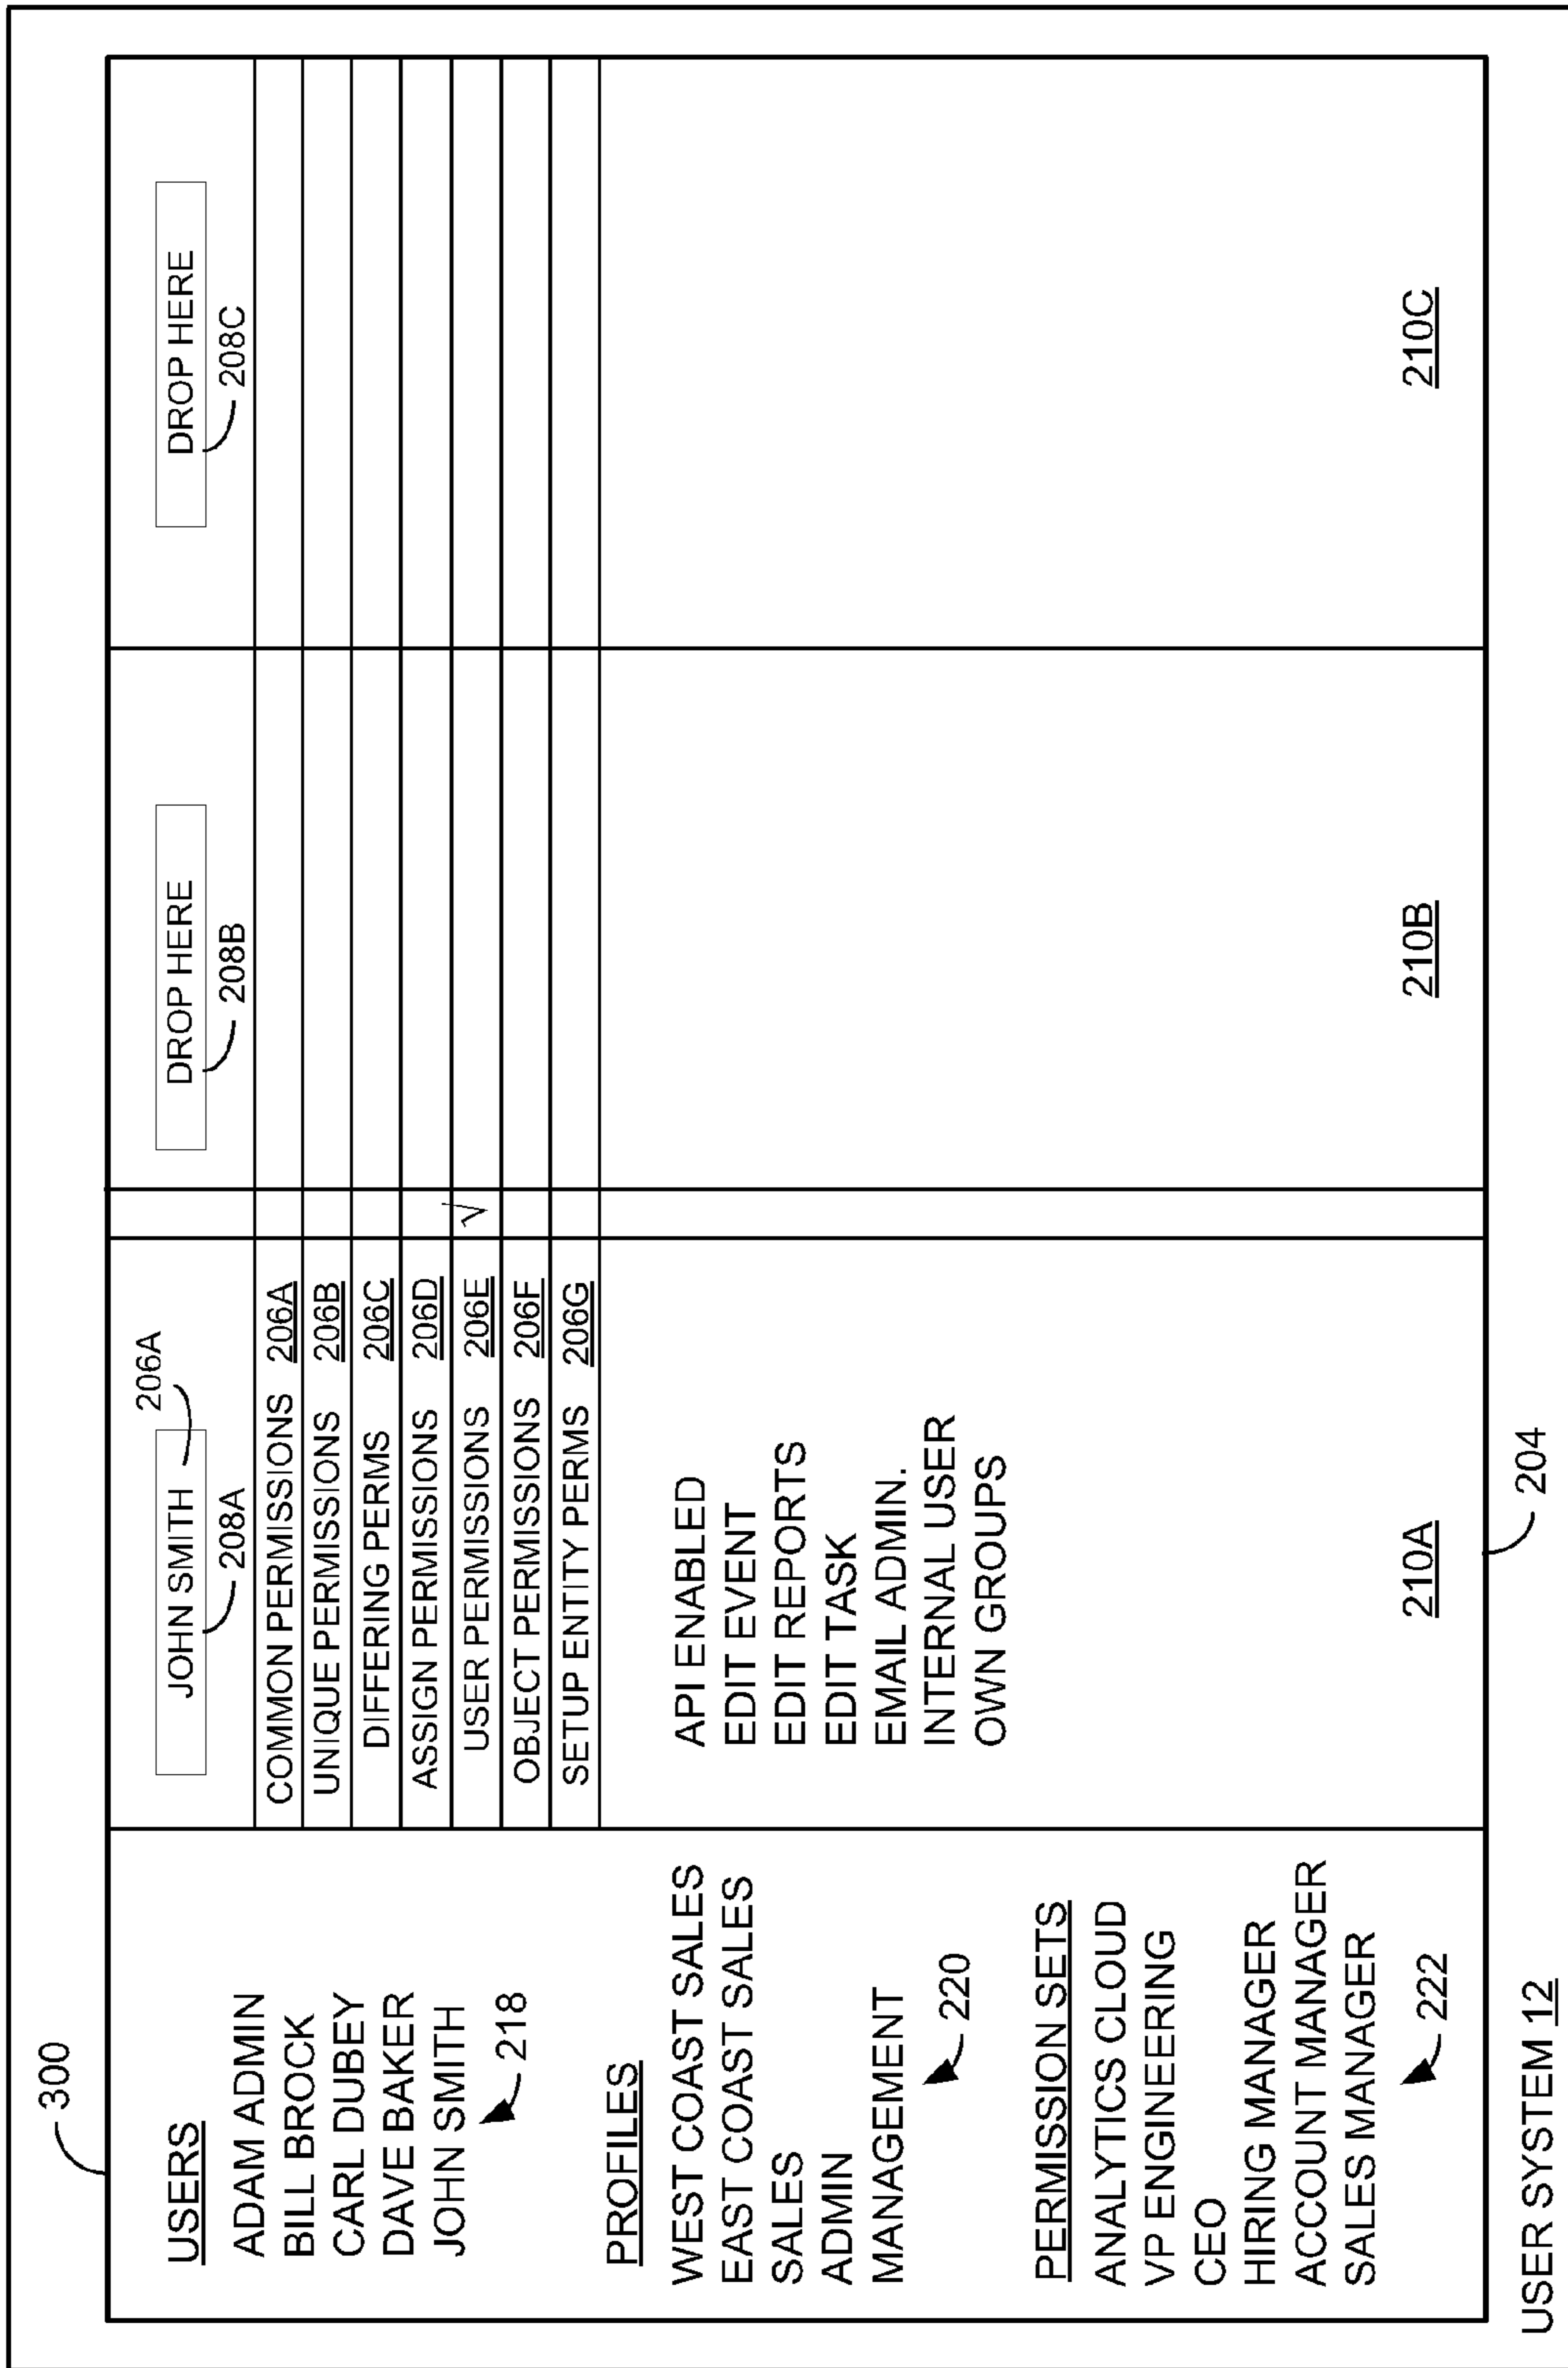 300
USERS
ADAM ADMIN
BILL BROCK
CARL DUBEY
DAVE BAKER
JOHN SMITH
218
PROFILES
WEST COAST SALES
EAST COAST SALES
SALES
ADMIN
MANAGEMENT
220
PERMISSION SETS
ANALYTICS CLOUD
VP ENGINEERING
CEO
HIRING MANAGER
ACCOUNT MANAGER
SALES MANAGER
222
JOHN SMITH
206A
208A
COMMON PERMISSIONS 206A
UNIQUE PERMISSIONS 206B
DIFFERING PERMS 206C
ASSIGN PERMISSIONS 206D
USER PERMISSIONS 206E
√
OBJECT PERMISSIONS 206F
SETUP ENTITY PERMS 206G
API ENABLED
EDIT EVENT
EDIT REPORTS
EDIT TASK
EMAIL ADMIN.
INTERNAL USER
OWN GROUPS
210A
DROP HERE
208B
210B
DROP HERE
208C
210C
204
USER SYSTEM 12